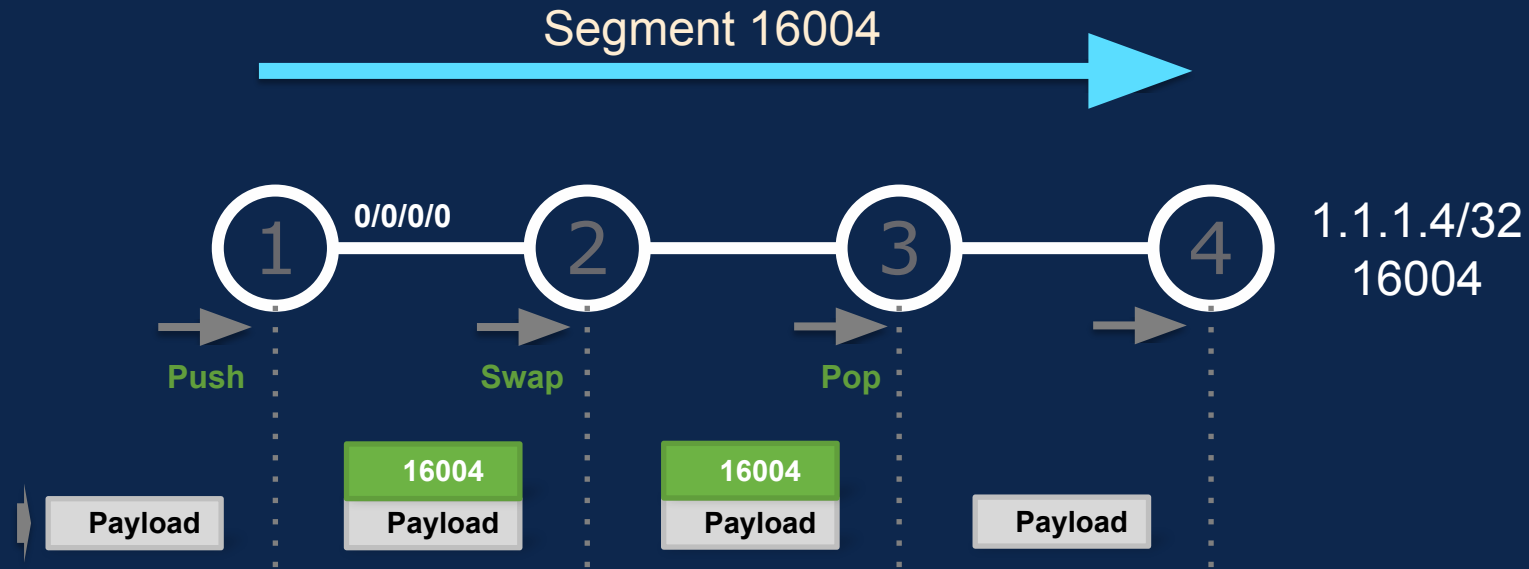 Segment 16004
0/0/0/0
1
2
3
4
1.1.1.4/32
16004
Push
Swap
Pop
16004
16004
Payload
Payload
Payload
Payload